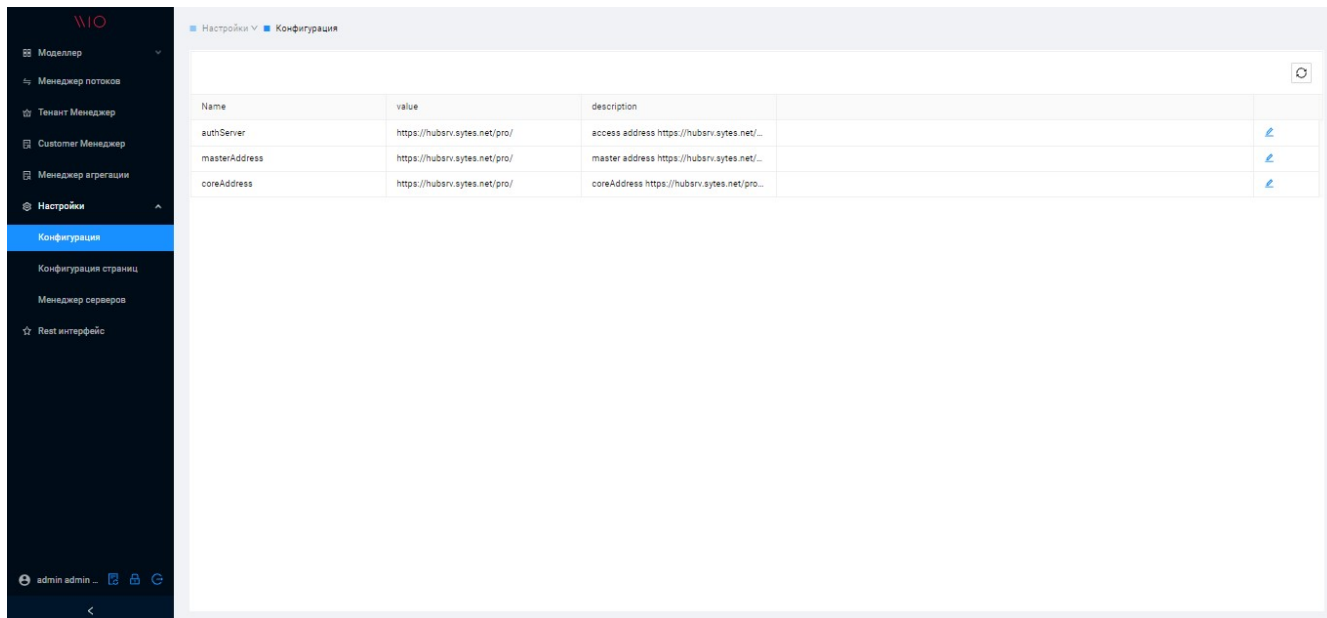 WIO
Настройки Конфигурация
Моделлер
Менеджер потоков
Тенант Менеджер
Customer Менеджер
Менеджер агрегации
Настройки
Конфигурация
Конфигурация страниц
Менеджер серверов
Rest интерфейс
admin admin ...
Name value description
authServer https://hubsrv.sytes.net/pro/ access address https://hubsrv.sytes.net/...
masterAddress https://hubsrv.sytes.net/pro/ master address https://hubsrv.sytes.net/...
coreAddress https://hubsrv.sytes.net/pro/ coreAddress https://hubsrv.sytes.net/pro...